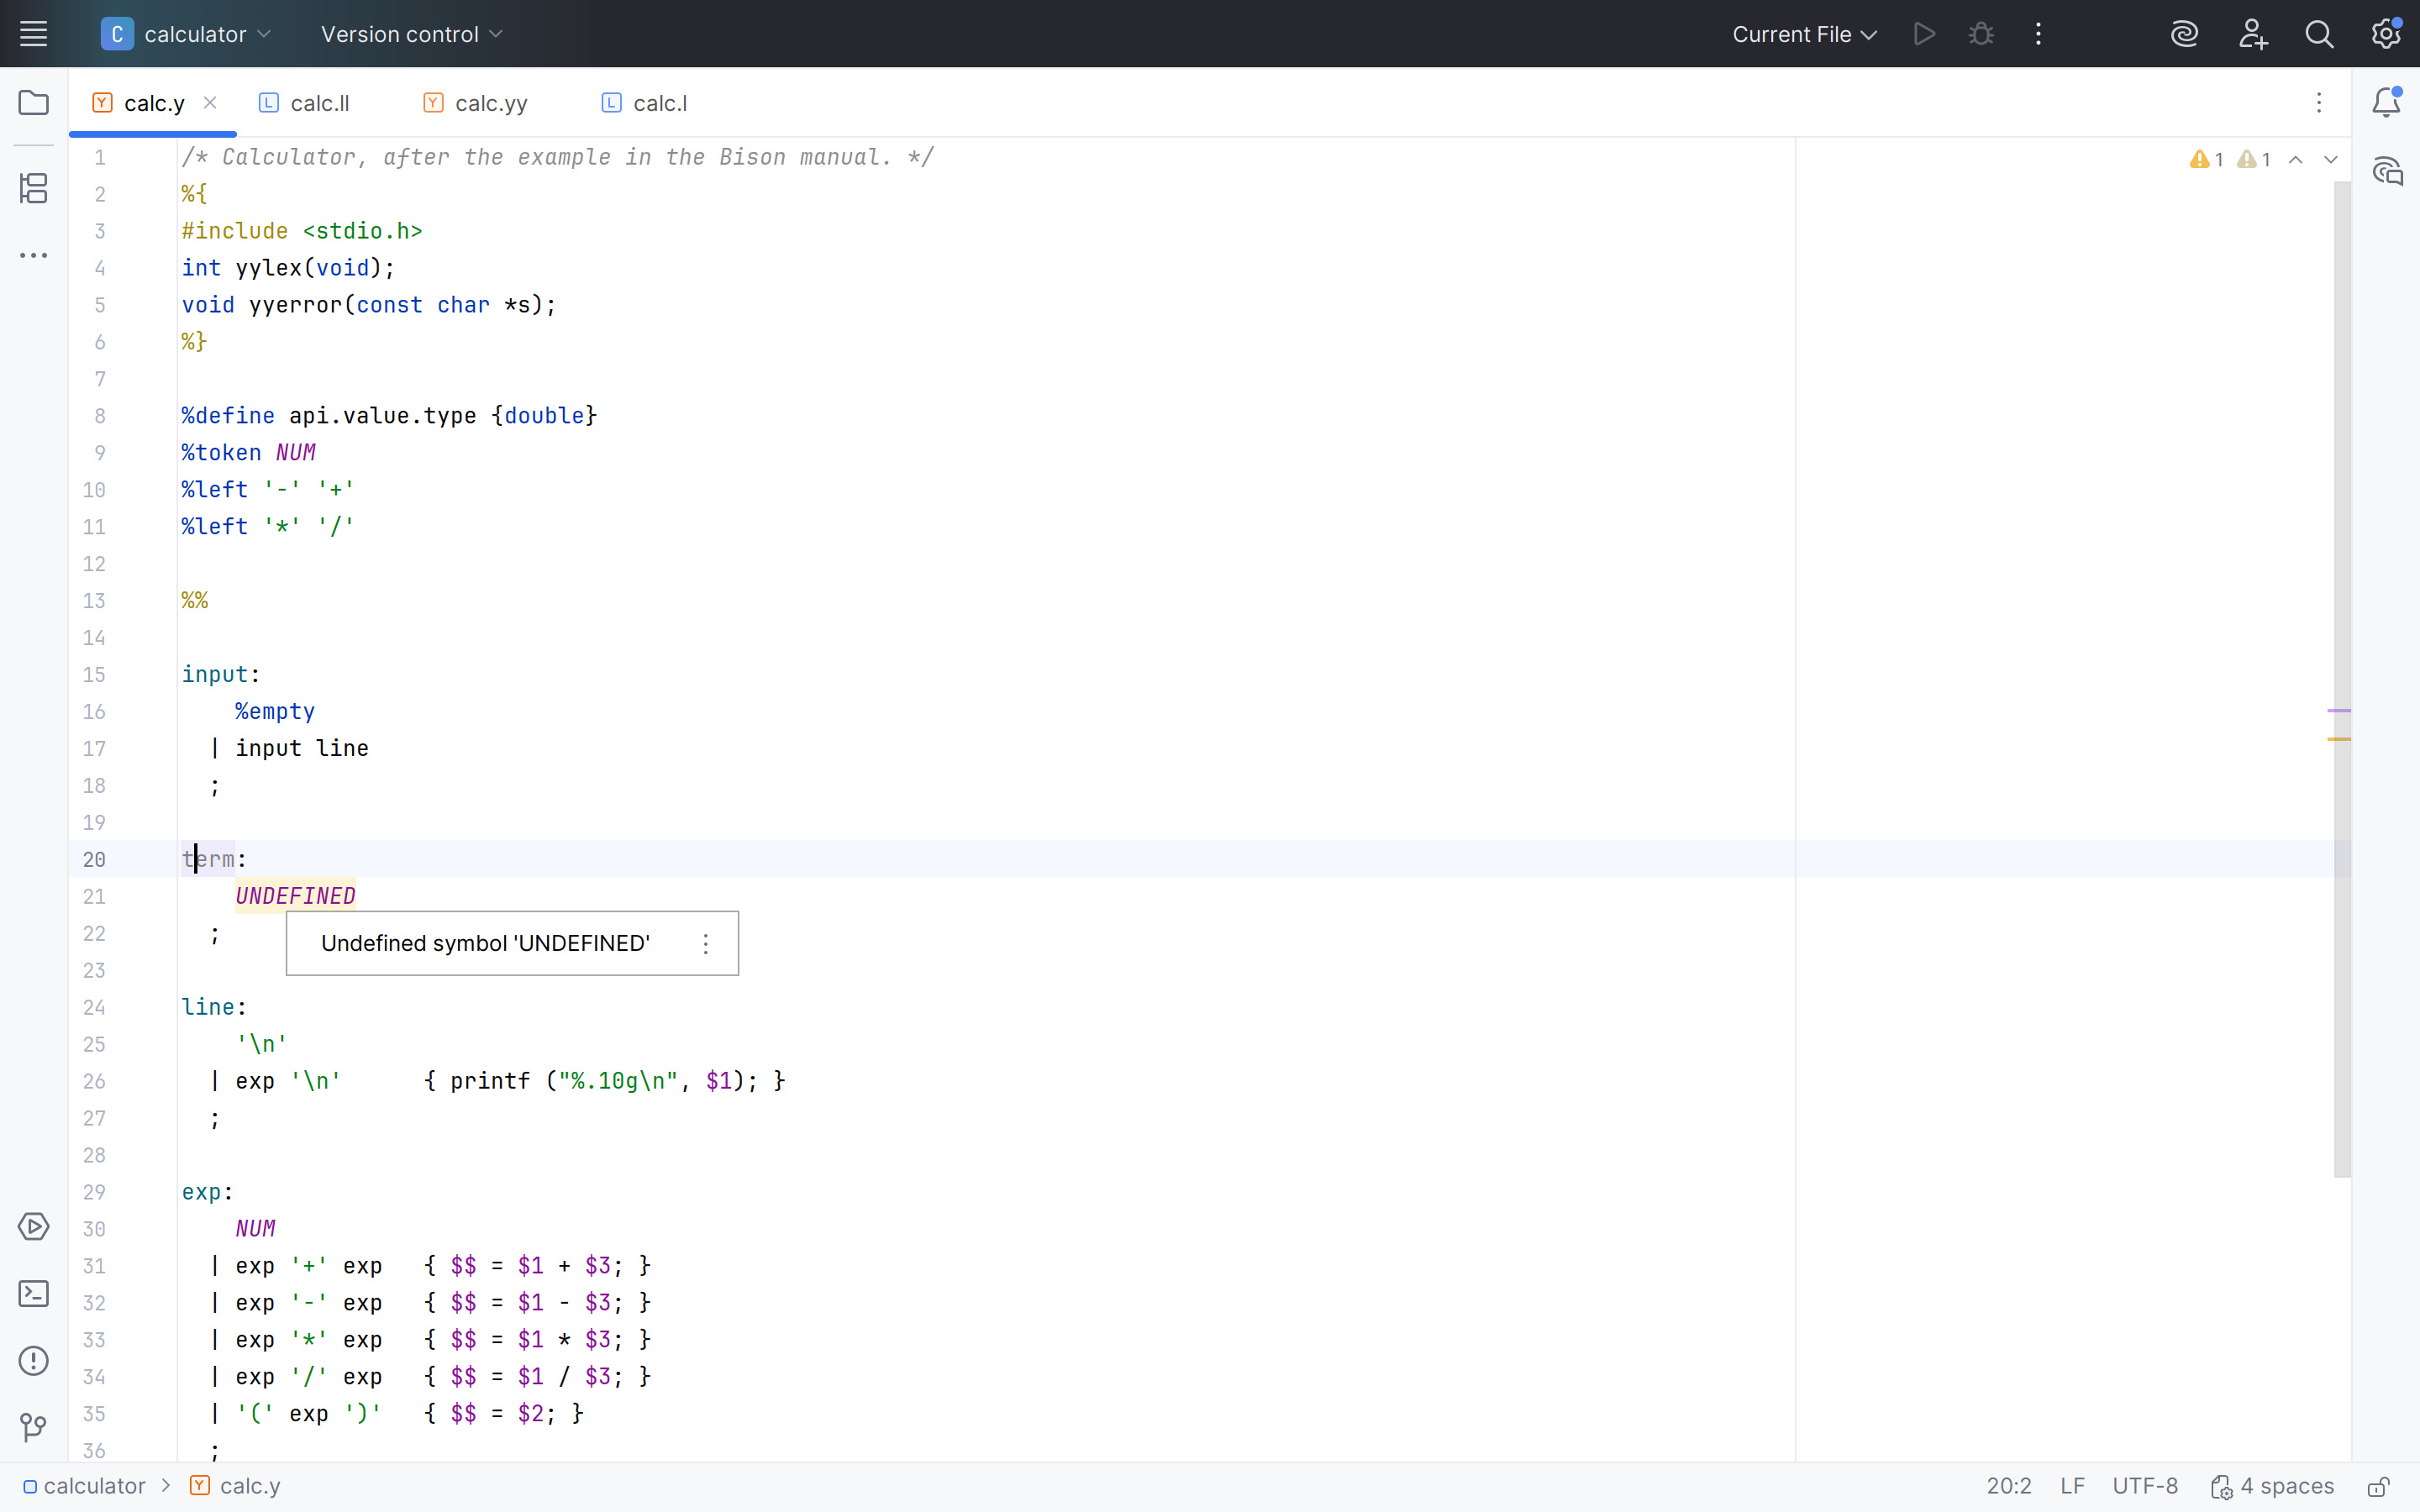 C calculator Version control Current File
calc.y calc.ll calc.yy calc.l
1 /* Calculator, after the example in the Bison manual. */ 1 1
2 %{
3 #include <stdio.h>
4 int yylex(void);
5 void yyerror(const char *s);
6 %}
7
8 %define api.value.type {double}
9 %token NUM
10 %left '-' '+'
11 %left '*' '/'
12
13 %%
14
15 input:
16     %empty
17   | input line
18   ;
19
20 term:
21     UNDEFINED
22   ;
Undefined symbol 'UNDEFINED'
23
24 line:
25     '\n'
26   | exp '\n'      { printf ("%.10g\n", $1); }
27   ;
28
29 exp:
30     NUM
31   | exp '+' exp   { $$ = $1 + $3; }
32   | exp '-' exp   { $$ = $1 - $3; }
33   | exp '*' exp   { $$ = $1 * $3; }
34   | exp '/' exp   { $$ = $1 / $3; }
35   | '(' exp ')'   { $$ = $2; }
36   ;
calculator > Y calc.y 20:2 LF UTF-8 4 spaces